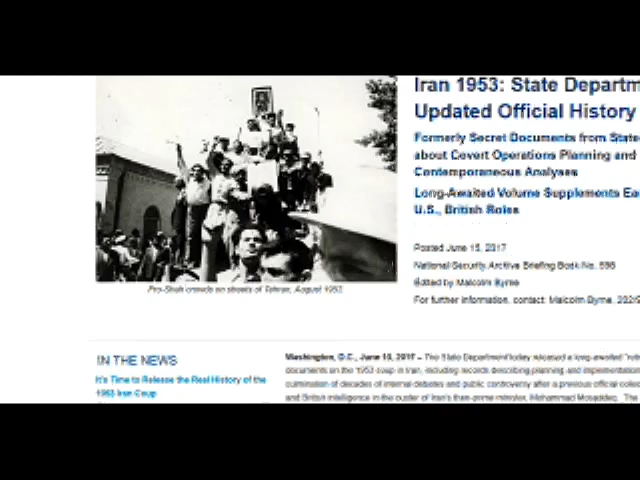 Iran 1953: State Departm
Updated Official History
Formerly Secret Documents from State
about Covert Operations Planning and
Contemporaneous Analyses
Long-Awaited Volume Supplements Ea
U.S., British Roles
Posted June 15, 2017
National Security Archive Briefing Book No. 598
Edited by Malcolm Byrne
For further information, contact: Malcolm Byrne, 202/9
Pro-Shah crowds on streets of Tehran, August 1953.
IN THE NEWS
It's Time to Release the Real History of the
1953 Iran Coup
Washington, D.C., June 15, 2017 – The State Department today released a long-awaited "retr
documents on the 1953 coup in Iran, including records describing planning and implementation
culmination of decades of internal debates and public controversy after a previous official collec
and British intelligence in the ouster of Iran's then-prime minister, Mohammad Mosaddeq. The